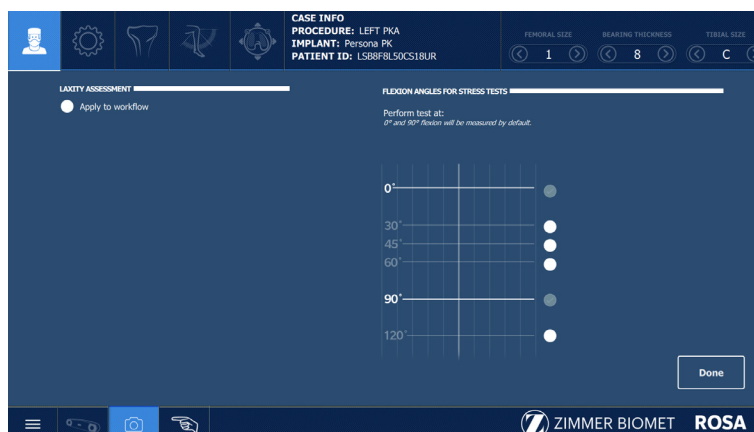 CASE INFO
PROCEDURE: LEFT PKA
IMPLANT: Persona PK
PATIENT ID: LSB8F8L50CS18UR
FEMORAL SIZE
1
BEARING THICKNESS
8
TIBIAL SIZE
C
LAXITY ASSESSMENT
Apply to workflow
FLEXION ANGLES FOR STRESS TESTS
Perform test at:
0° and 90° flexion will be measured by default.
0°
30°
45°
60°
90°
120°
Done
ZIMMER BIOMET
ROSA